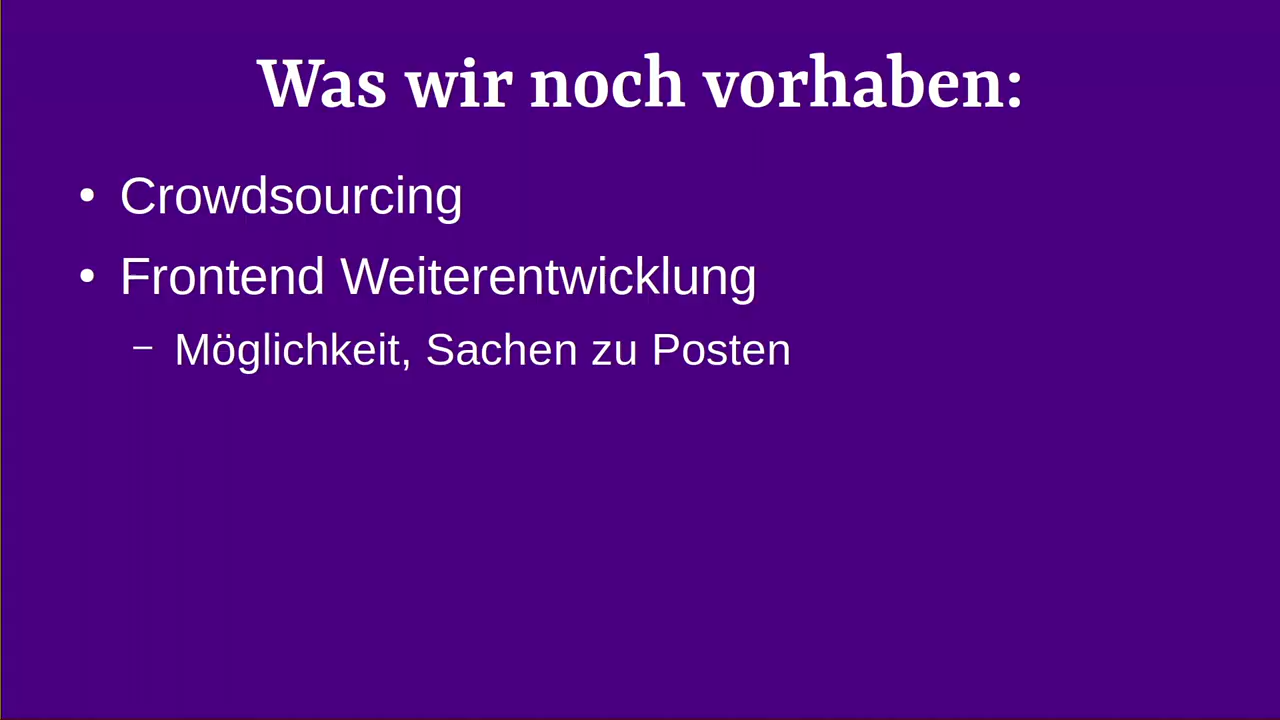 Was wir noch vorhaben:
• Crowdsourcing
• Frontend Weiterentwicklung
– Möglichkeit, Sachen zu Posten